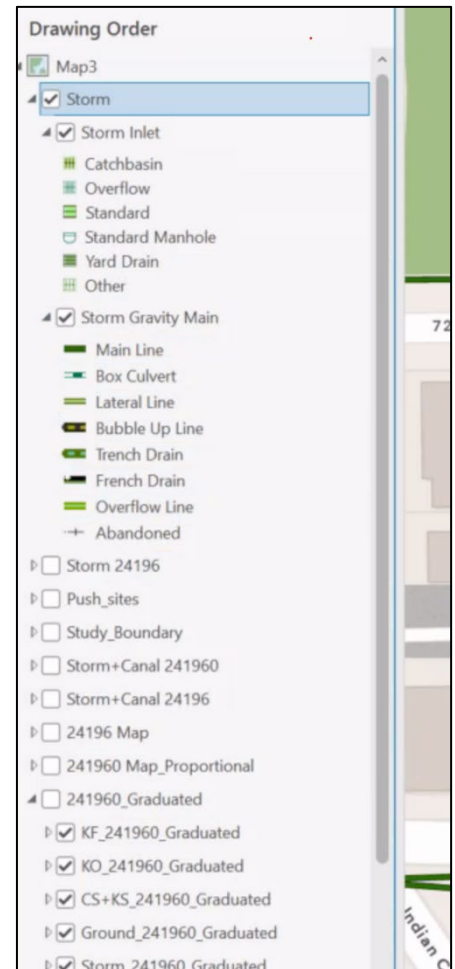 Drawing Order
Map3
Storm
Storm Inlet
Catchbasin
Overflow
Standard
Standard Manhole
Yard Drain
Other
Storm Gravity Main
Main Line
Box Culvert
Lateral Line
Bubble Up Line
Trench Drain
French Drain
Overflow Line
Abandoned
Storm 24196
Push_sites
Study_Boundary
Storm+Canal 241960
Storm+Canal 24196
24196 Map
241960 Map_Proportional
241960_Graduated
KF_241960_Graduated
KO_241960_Graduated
CS+KS_241960_Graduated
Ground_241960_Graduated
Storm_241960_Graduated
72
Indian